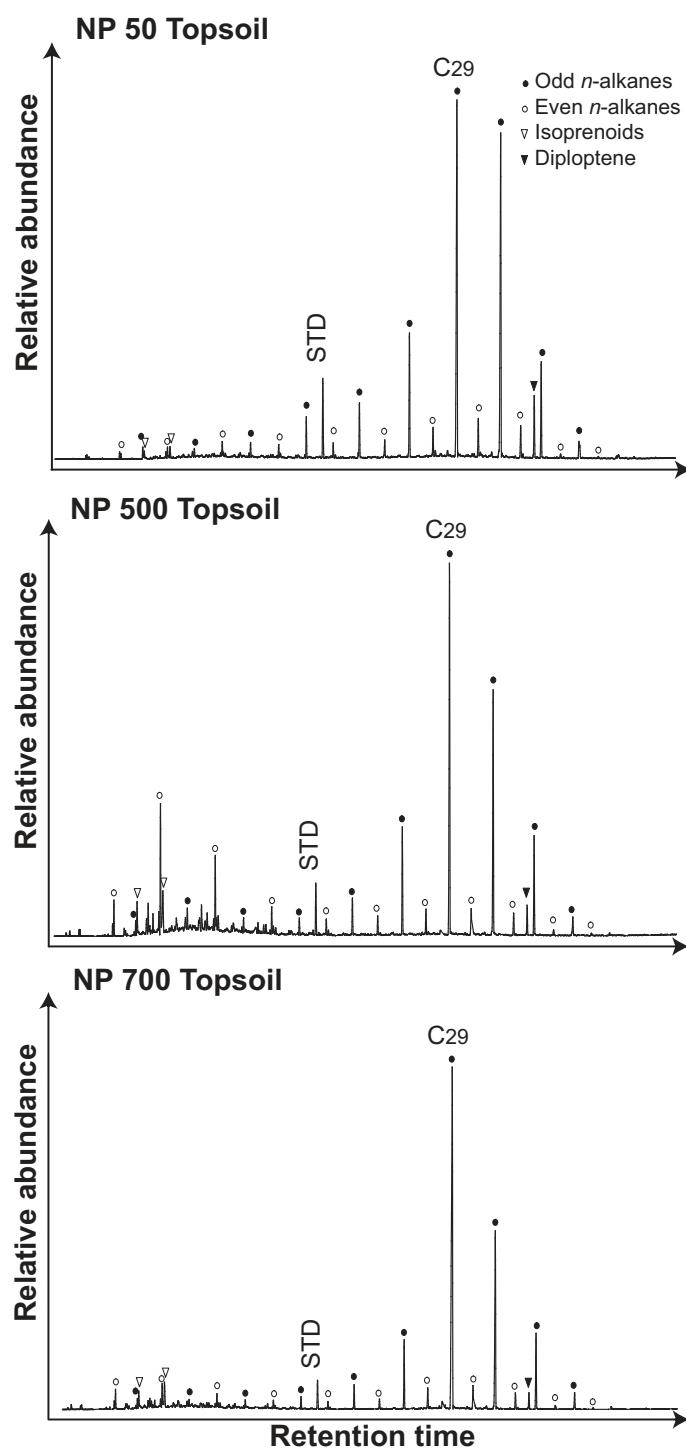 NP 50 Topsoil
C29
Odd n-alkanes
Even n-alkanes
Isoprenoids
Diploptene
STD
Relative abundance
NP 500 Topsoil
C29
STD
Relative abundance
NP 700 Topsoil
C29
STD
Relative abundance
Retention time